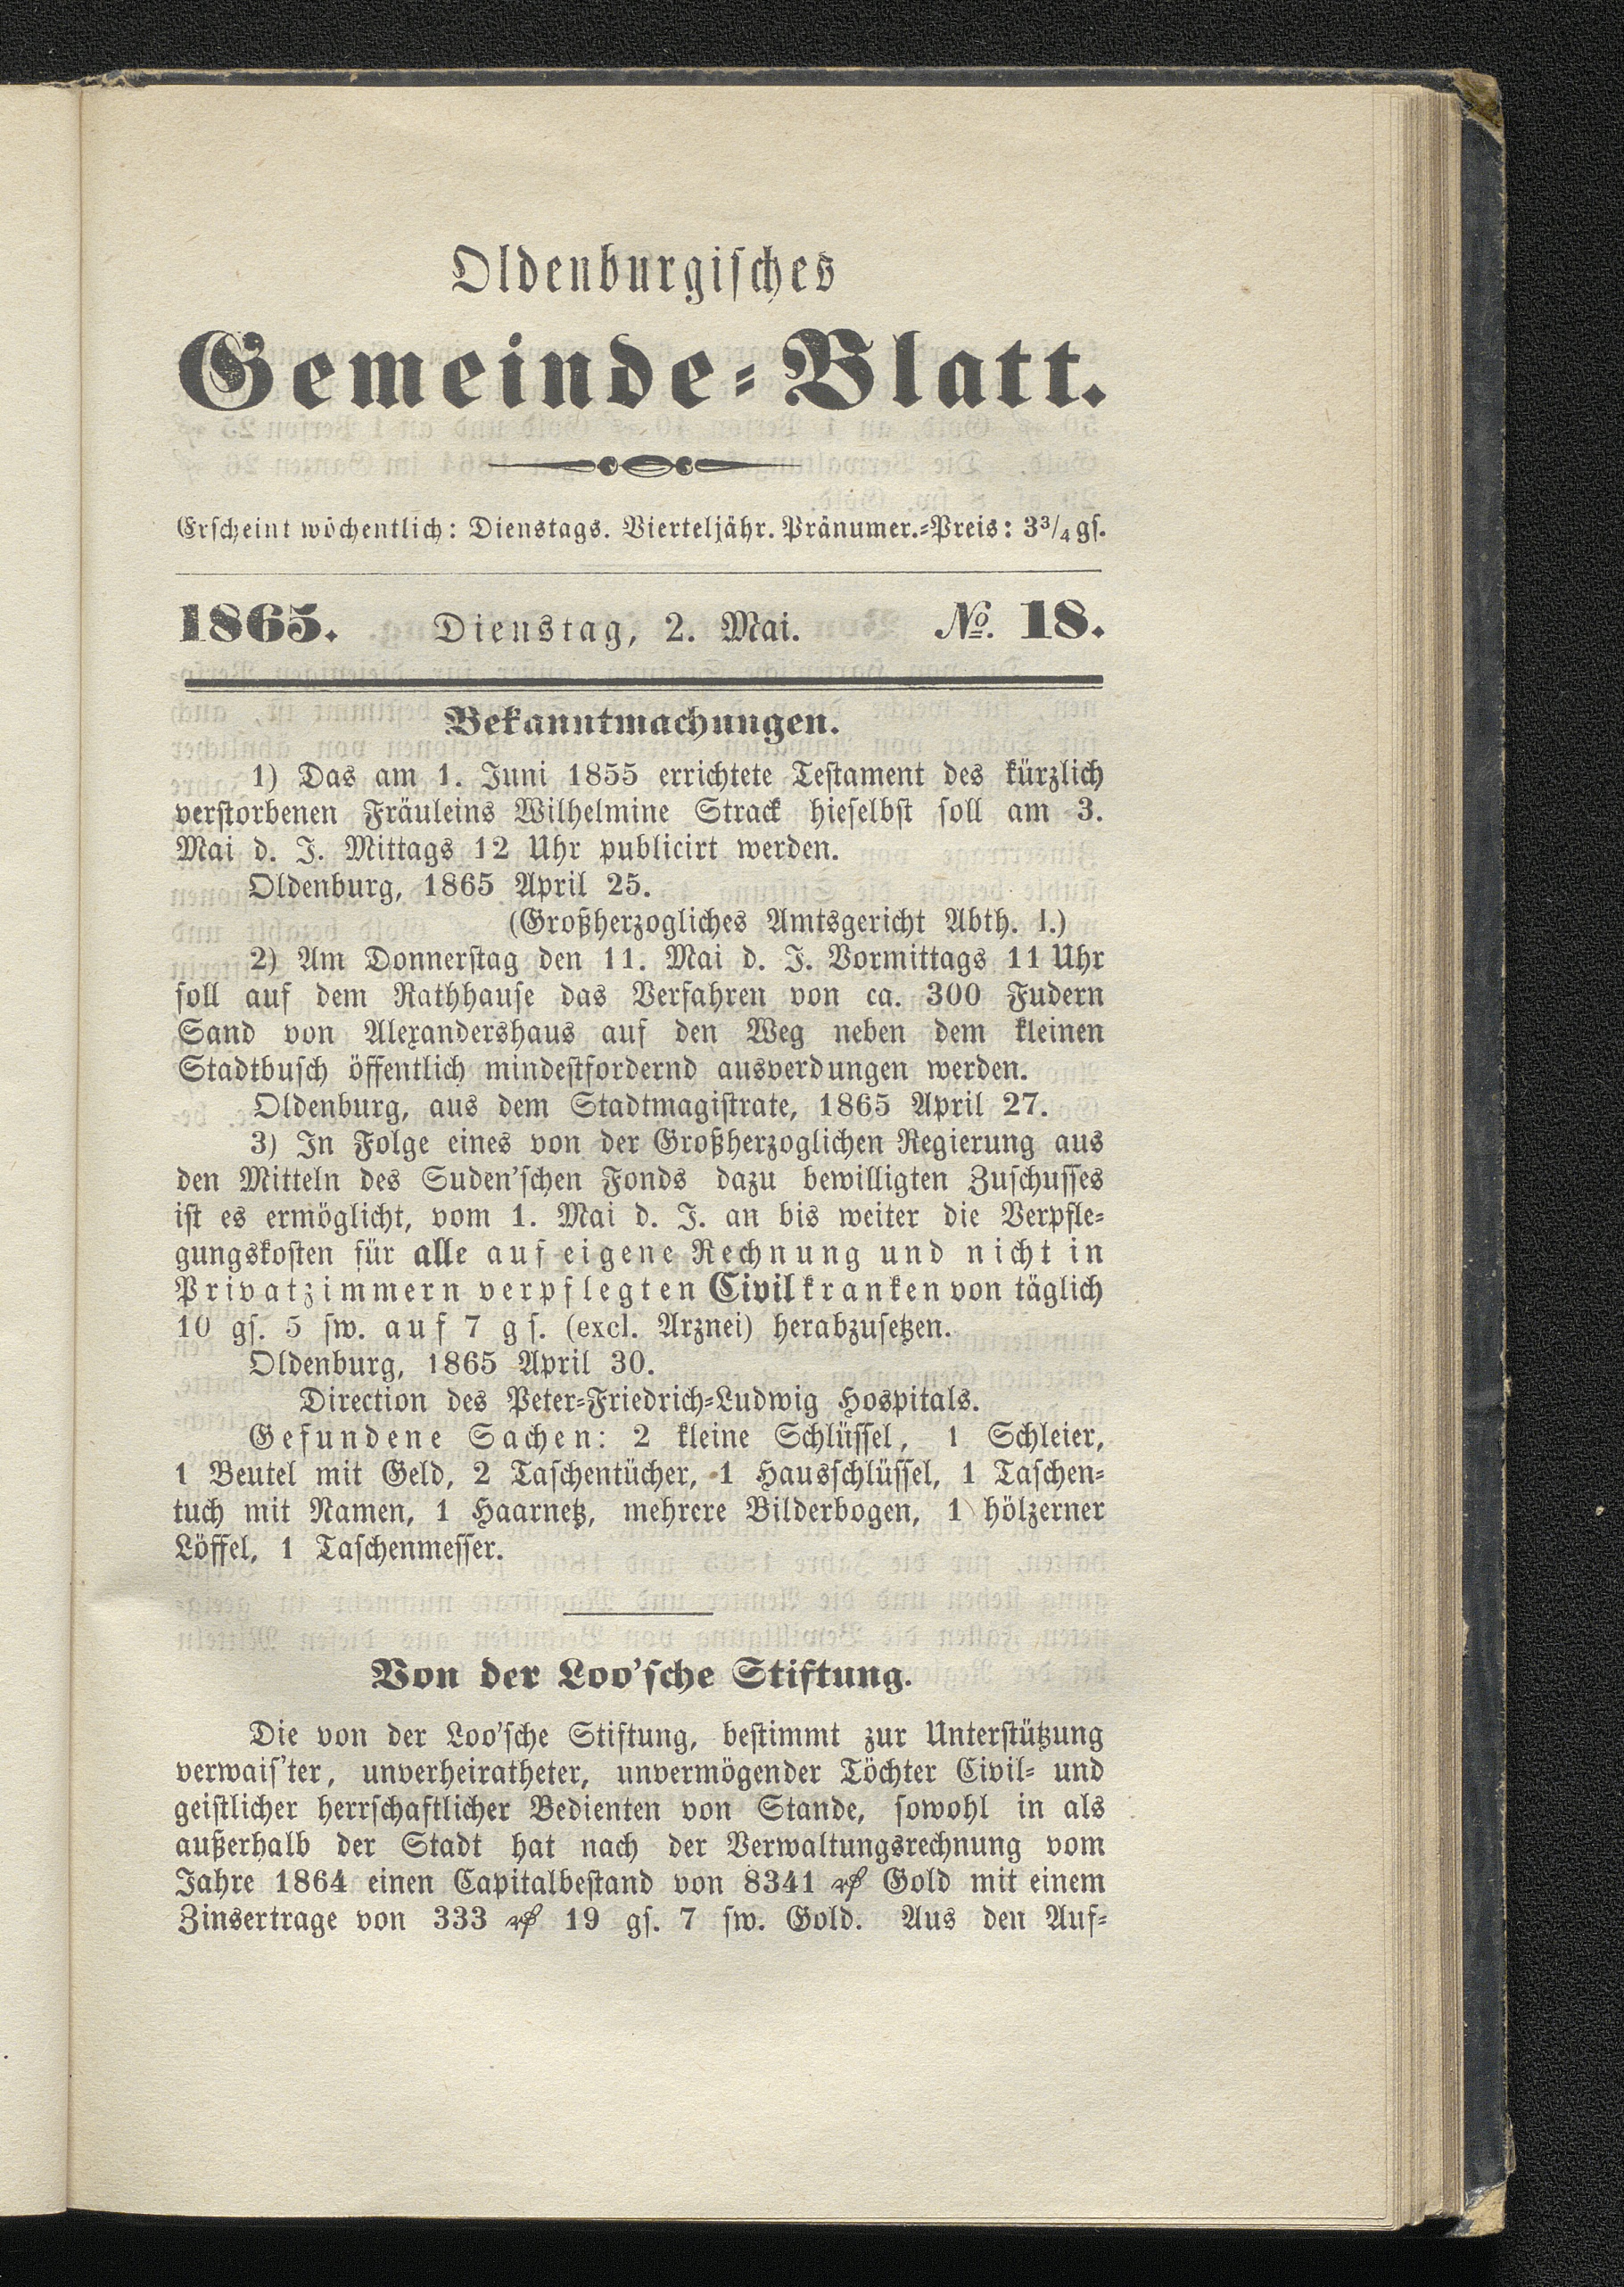 Oldenburgisches
Gemeinde-Blatt.
Erscheint wöchentlich: Dienstags. Vierteljähr. Pränumer.-Preis: 3³/₄ gs.
1865. Dienstag, 2. Mai. № 18.
Bekanntmachungen.
1) Das am 1. Juni 1855 errichtete Testament des kürzlich
verstorbenen Fräuleins Wilhelmine Strack hieselbst soll am 3.
Mai d. J. Mittags 12 Uhr publicirt werden.
Oldenburg, 1865 April 25.
(Großherzogliches Amtsgericht Abth. I.)
2) Am Donnerstag den 11. Mai d. J. Vormittags 11 Uhr
soll auf dem Rathhause das Verfahren von ca. 300 Fudern
Sand von Alexandershaus auf den Weg neben dem kleinen
Stadtbusch öffentlich mindestfordernd ausverdungen werden.
Oldenburg, aus dem Stadtmagistrate, 1865 April 27.
3) In Folge eines von der Großherzoglichen Regierung aus
den Mitteln des Suden'schen Fonds dazu bewilligten Zuschusses
ist es ermöglicht, vom 1. Mai d. J. an bis weiter die Verpfle-
gungskosten für alle auf eigene Rechnung und nicht in
Privatzimmern verpflegten Civilkranken von täglich
10 gs. 5 sw. auf 7 gs. (excl. Arznei) herabzusetzen.
Oldenburg, 1865 April 30.
Direction des Peter-Friedrich-Ludwig Hospitals.
Gefundene Sachen: 2 kleine Schlüssel, 1 Schleier,
1 Beutel mit Geld, 2 Taschentücher, 1 Hausschlüssel, 1 Taschen-
tuch mit Namen, 1 Haarnetz, mehrere Bilderbogen, 1 hölzerner
Löffel, 1 Taschenmesser.
Von der Loo'sche Stiftung.
Die von der Loo'sche Stiftung, bestimmt zur Unterstützung
verwais'ter, unverheiratheter, unvermögender Töchter Civil- und
geistlicher herrschaftlicher Bedienten von Stande, sowohl in als
außerhalb der Stadt hat nach der Verwaltungsrechnung vom
Jahre 1864 einen Capitalbestand von 8341 ₰ Gold mit einem
Zinsertrage von 333 ₰ 19 gs. 7 sw. Gold. Aus den Auf-